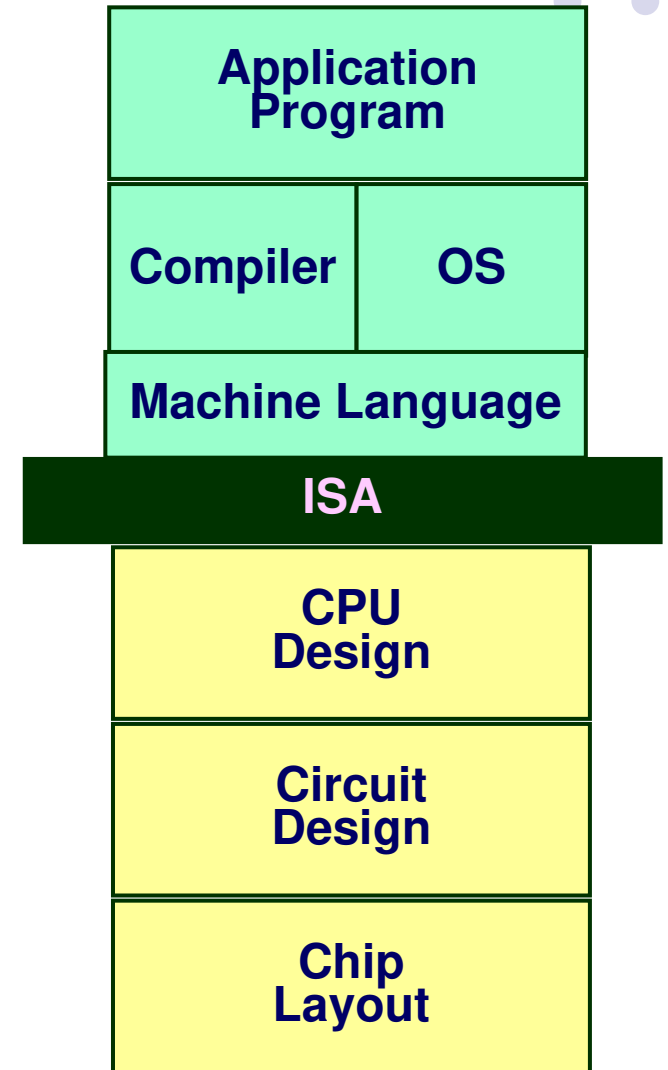 Application
Program
Compiler OS
Machine Language
ISA
CPU
Design
Circuit
Design
Chip
Layout